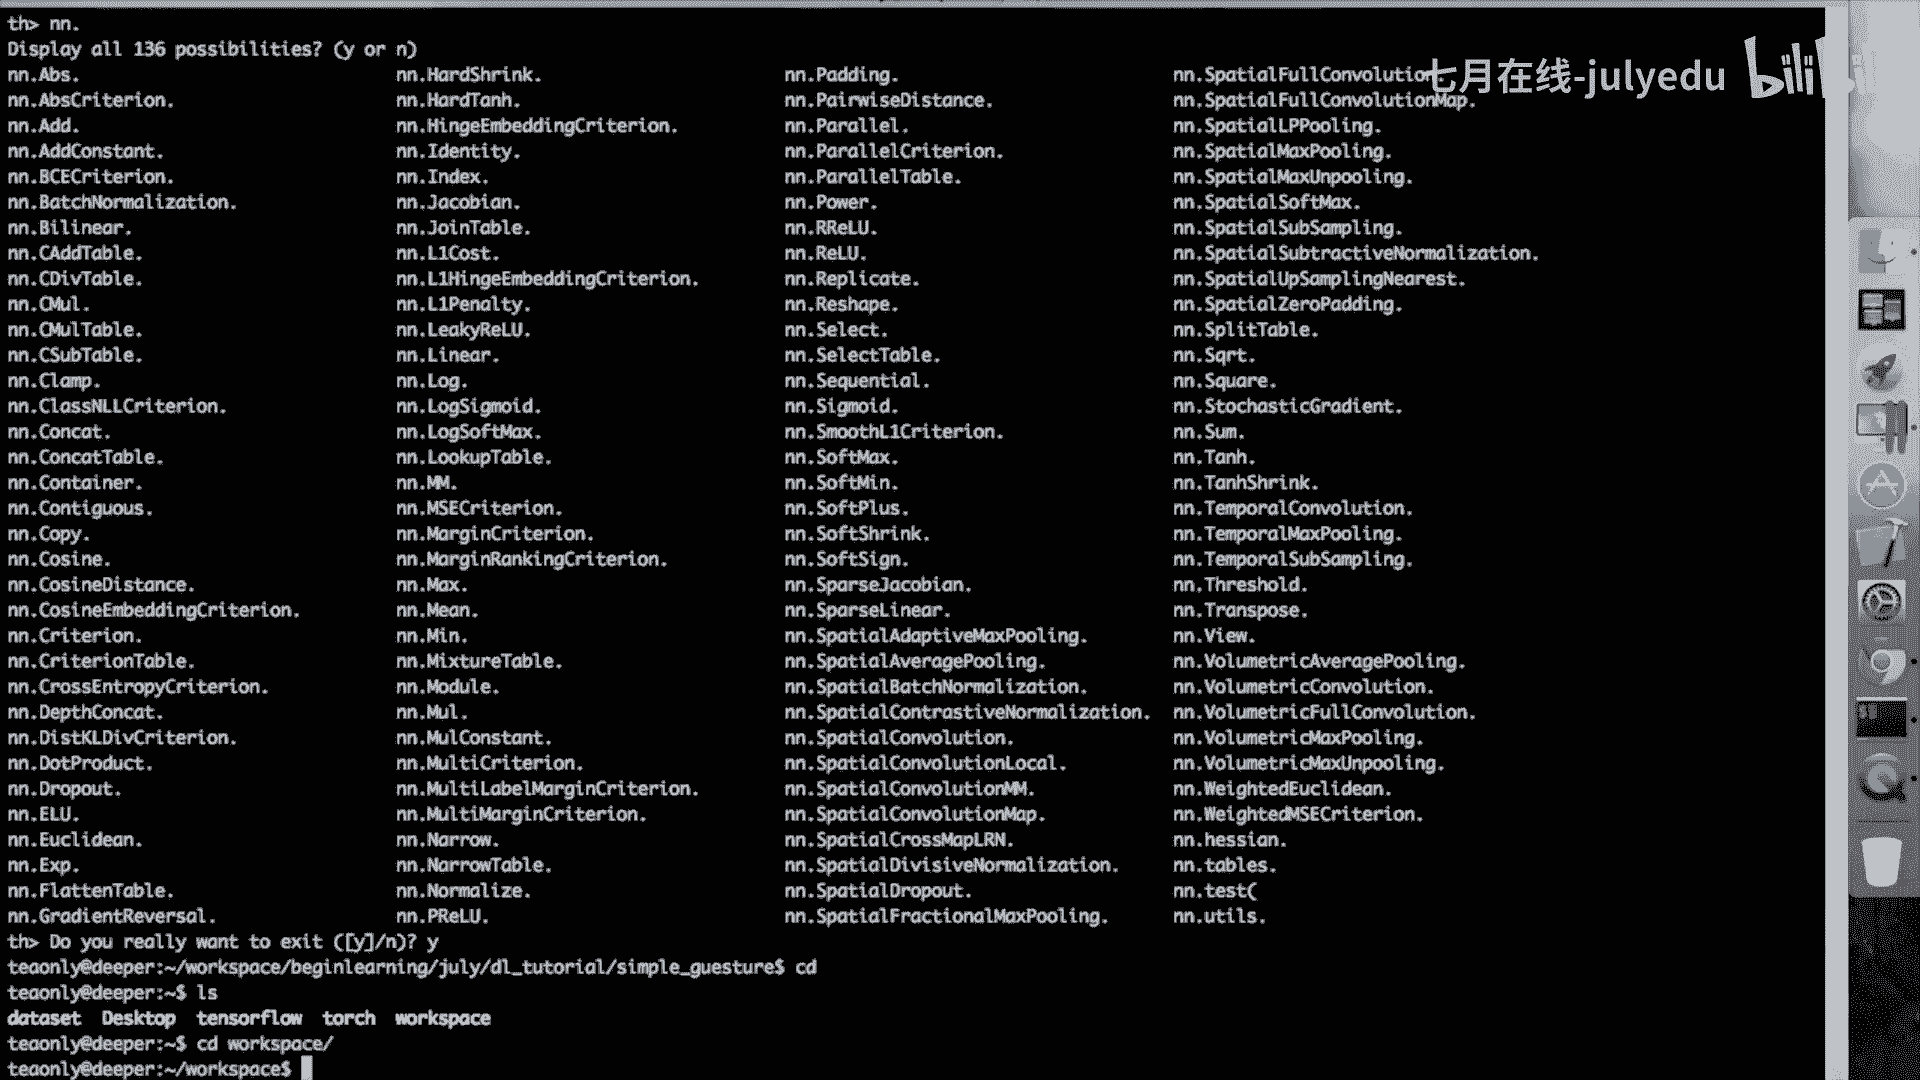 th> nn.
Display all 136 possibilities? (y or n)
nn.Abs. nn.HardShrink. nn.Padding. nn.SpatialFullConvolution.
nn.AbsCriterion. nn.HardTanh. nn.PairwiseDistance. nn.SpatialFullConvolutionMap.
nn.Add. nn.HingeEmbeddingCriterion. nn.Parallel. nn.SpatialLPPooling.
nn.AddConstant. nn.Identity. nn.ParallelCriterion. nn.SpatialMaxPooling.
nn.BCECriterion. nn.Index. nn.ParallelTable. nn.SpatialMaxUnpooling.
nn.BatchNormalization. nn.Jacobian. nn.Power. nn.SpatialSoftMax.
nn.Bilinear. nn.JoinTable. nn.RReLU. nn.SpatialSubSampling.
nn.CAddTable. nn.L1Cost. nn.ReLU. nn.SpatialSubtractiveNormalization.
nn.CDivTable. nn.L1HingeEmbeddingCriterion. nn.Replicate. nn.SpatialUpSamplingNearest.
nn.CMul. nn.L1Penalty. nn.Reshape. nn.SpatialZeroPadding.
nn.CMulTable. nn.LeakyReLU. nn.Select. nn.SplitTable.
nn.CSubTable. nn.Linear. nn.SelectTable. nn.Sqrt.
nn.Clamp. nn.Log. nn.Sequential. nn.Square.
nn.ClassNLLCriterion. nn.LogSigmoid. nn.Sigmoid. nn.StochasticGradient.
nn.Concat. nn.LogSoftMax. nn.SmoothL1Criterion. nn.Sum.
nn.ConcatTable. nn.LookupTable. nn.SoftMax. nn.Tanh.
nn.Container. nn.MM. nn.SoftMin. nn.TanhShrink.
nn.Contiguous. nn.MSECriterion. nn.SoftPlus. nn.TemporalConvolution.
nn.Copy. nn.MarginCriterion. nn.SoftShrink. nn.TemporalMaxPooling.
nn.Cosine. nn.MarginRankingCriterion. nn.SoftSign. nn.TemporalSubSampling.
nn.CosineDistance. nn.Max. nn.SparseJacobian. nn.Threshold.
nn.CosineEmbeddingCriterion. nn.Mean. nn.SparseLinear. nn.Transpose.
nn.Criterion. nn.Min. nn.SpatialAdaptiveMaxPooling. nn.View.
nn.CriterionTable. nn.MixtureTable. nn.SpatialAveragePooling. nn.VolumetricAveragePooling.
nn.CrossEntropyCriterion. nn.Module. nn.SpatialBatchNormalization. nn.VolumetricConvolution.
nn.DepthConcat. nn.Mul. nn.SpatialContrastiveNormalization. nn.VolumetricFullConvolution.
nn.DistKLDivCriterion. nn.MulConstant. nn.SpatialConvolution. nn.VolumetricMaxPooling.
nn.DotProduct. nn.MultiCriterion. nn.SpatialConvolutionLocal. nn.VolumetricMaxUnpooling.
nn.Dropout. nn.MultiLabelMarginCriterion. nn.SpatialConvolutionMM. nn.WeightedEuclidean.
nn.ELU. nn.MultiMarginCriterion. nn.SpatialConvolutionMap. nn.WeightedMSECriterion.
nn.Euclidean. nn.Narrow. nn.SpatialCrossMapLRN. nn.hessian.
nn.Exp. nn.NarrowTable. nn.SpatialDivisiveNormalization. nn.tables.
nn.FlattenTable. nn.Normalize. nn.SpatialDropout. nn.test(
nn.GradientReversal. nn.PReLU. nn.SpatialFractionalMaxPooling. nn.utils.
th> Do you really want to exit ([y]/n)? y
teaonly@deeper:~/workspace/beginlearning/july/dl_tutorial/simple_guesture$ cd
teaonly@deeper:~$ ls
dataset Desktop tensorflow torch workspace
teaonly@deeper:~$ cd workspace/
teaonly@deeper:~/workspace$
七月在线-julyedu bilibili